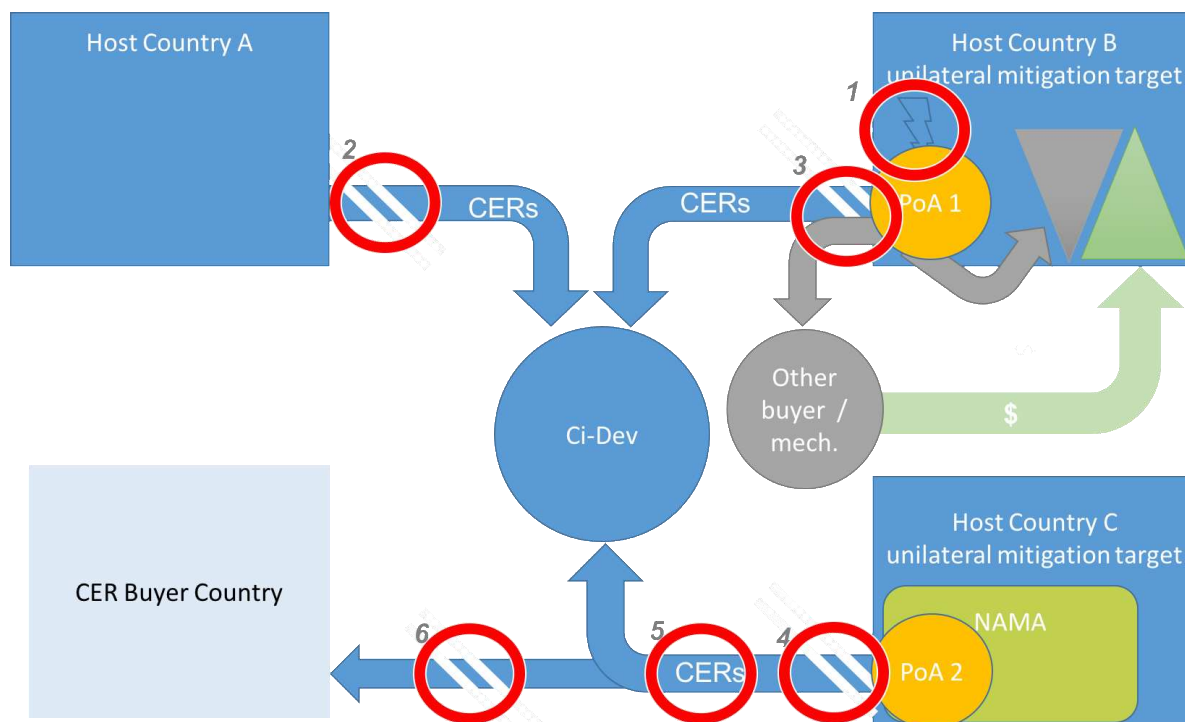 Host Country A
Host Country B
unilateral mitigation target
1
2
3
CERs
CERs
PoA 1
Other
buyer /
mech.
Ci-Dev
$
Host Country C
unilateral mitigation target
CER Buyer Country
NAMA
6
5
4
CERs
PoA 2